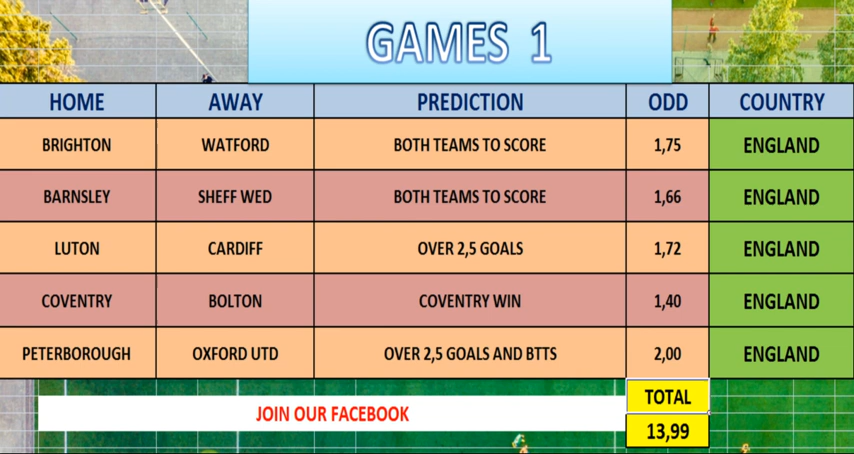 GAMES 1
HOME AWAY PREDICTION ODD COUNTRY
BRIGHTON WATFORD BOTH TEAMS TO SCORE 1,75 ENGLAND
BARNSLEY SHEFF WED BOTH TEAMS TO SCORE 1,66 ENGLAND
LUTON CARDIFF OVER 2,5 GOALS 1,72 ENGLAND
COVENTRY BOLTON COVENTRY WIN 1,40 ENGLAND
PETERBOROUGH OXFORD UTD OVER 2,5 GOALS AND BTTS 2,00 ENGLAND
TOTAL
JOIN OUR FACEBOOK
13,99